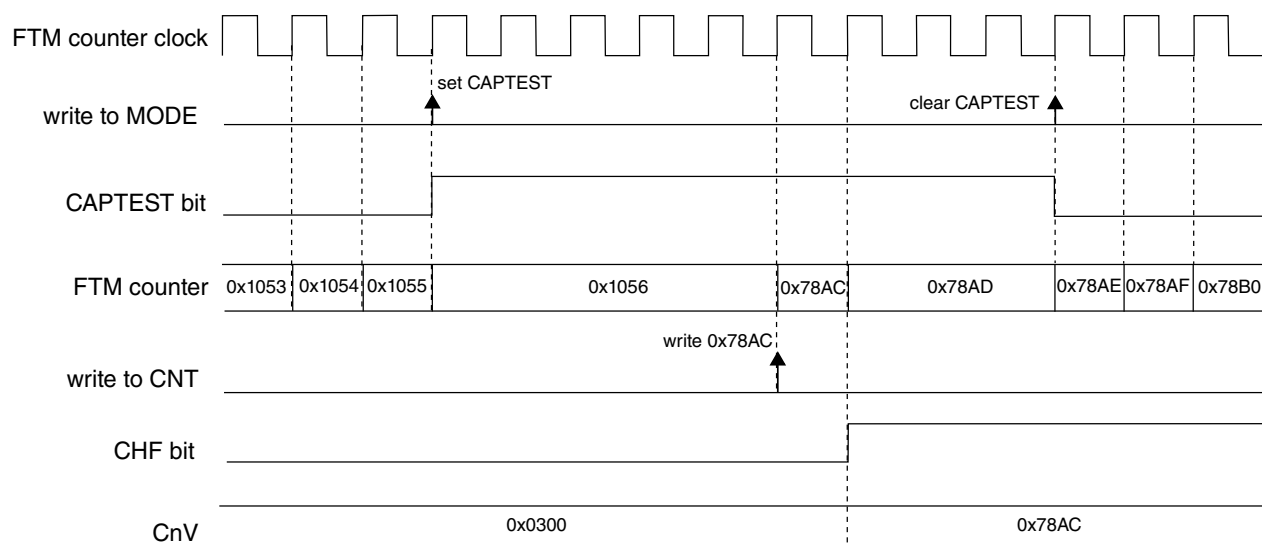 FTM counter clock
set CAPTEST
clear CAPTEST
write to MODE
CAPTEST bit
FTM counter 0x1053 0x1054 0x1055 0x1056 0x78AC 0x78AD 0x78AE 0x78AF 0x78B0
write 0x78AC
write to CNT
CHF bit
CnV 0x0300 0x78AC